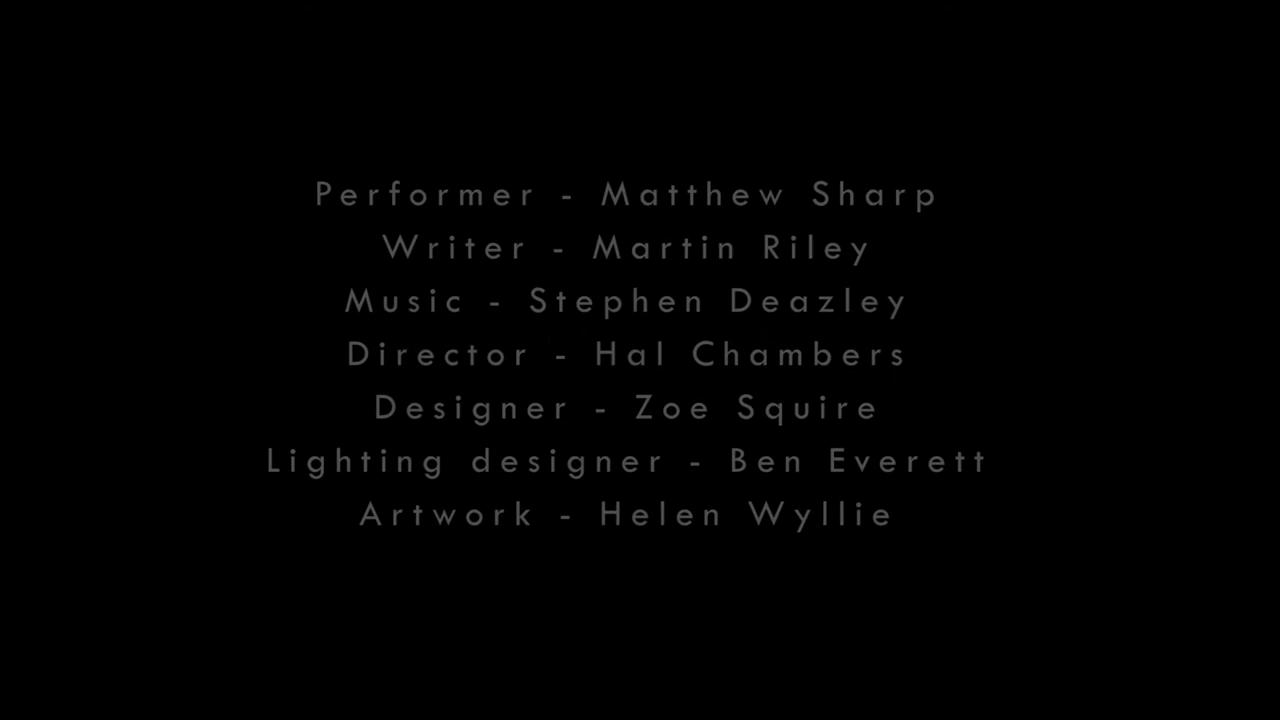 Performer - Matthew Sharp
Writer - Martin Riley
Music - Stephen Deazley
Director - Hal Chambers
Designer - Zoe Squire
Lighting designer - Ben Everett
Artwork - Helen Wyllie